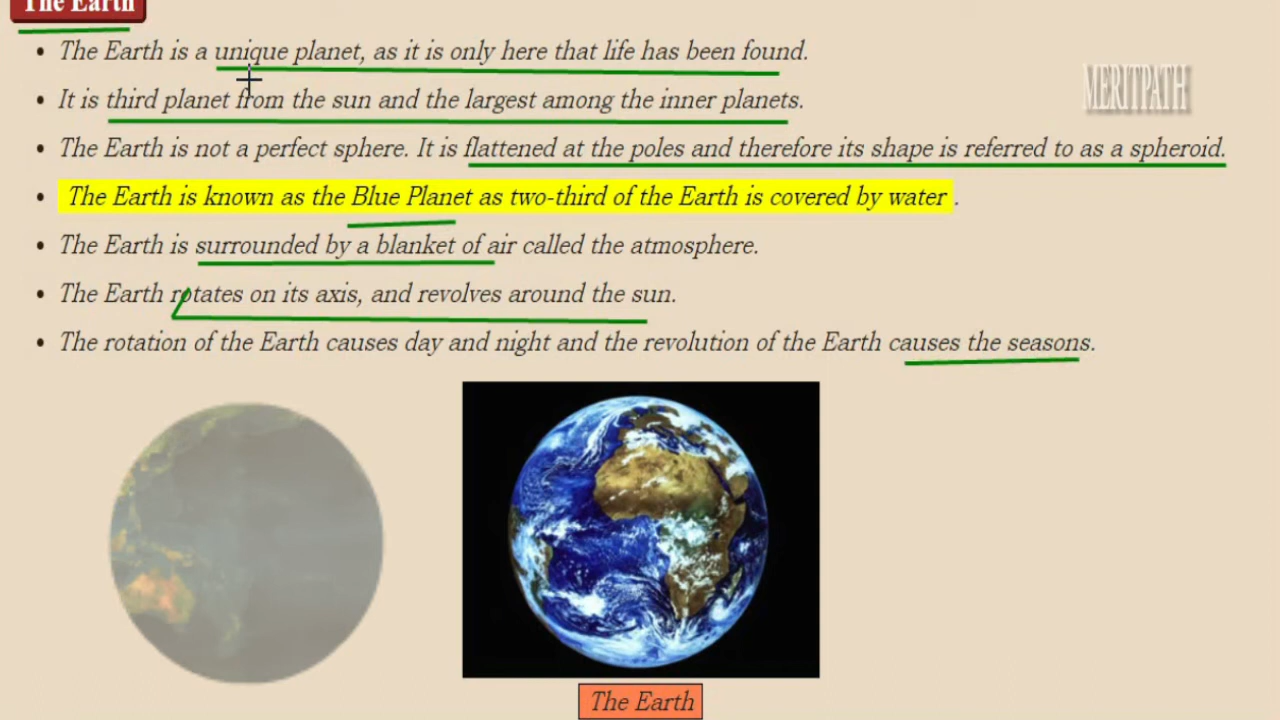 The Earth
• The Earth is a unique planet, as it is only here that life has been found.
MERITPATH
• It is third planet from the sun and the largest among the inner planets.
• The Earth is not a perfect sphere. It is flattened at the poles and therefore its shape is referred to as a spheroid.
• The Earth is known as the Blue Planet as two-third of the Earth is covered by water .
• The Earth is surrounded by a blanket of air called the atmosphere.
• The Earth rotates on its axis, and revolves around the sun.
• The rotation of the Earth causes day and night and the revolution of the Earth causes the seasons.
The Earth